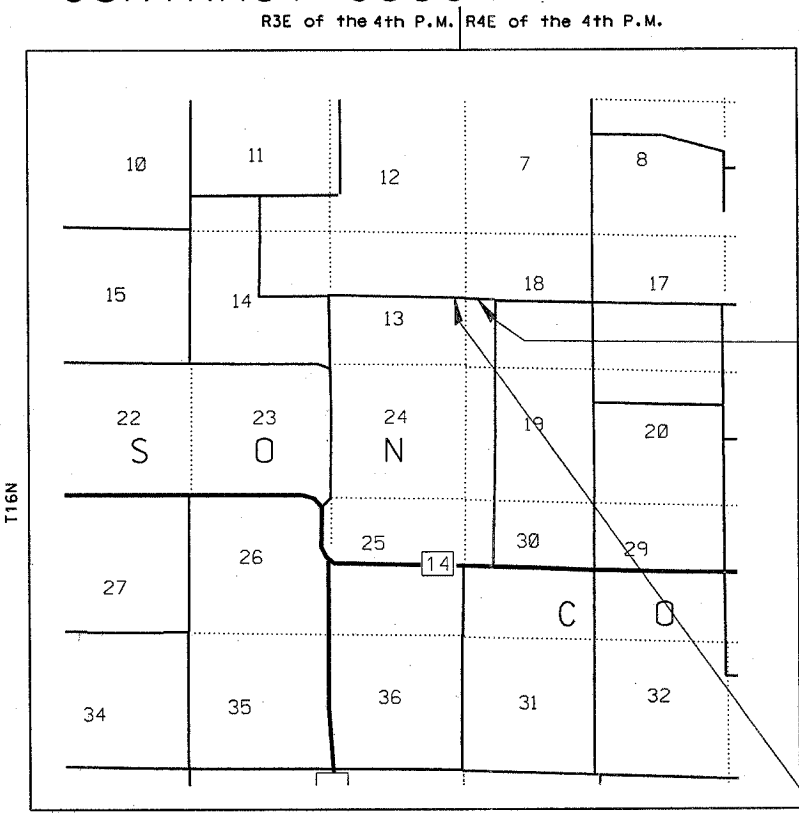 R3E of the 4th P.M. R4E of the 4th P.M.
10 11 12 7 8
15 14 13 18 17
22 23 24 19 20
S O N
T16N
27 26 25 14 30 29
C O
34 35 36 31 32